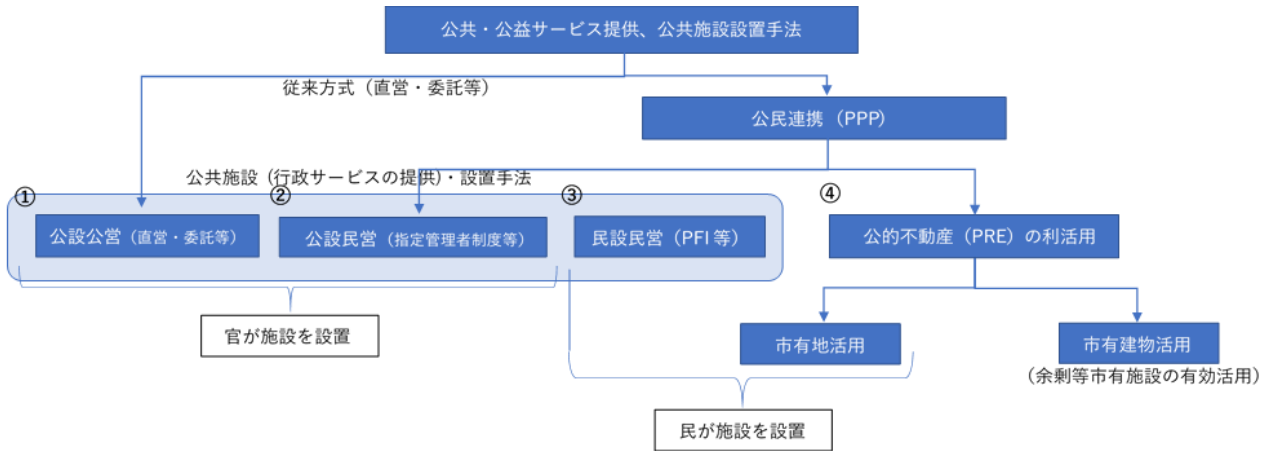 公共・公益サービス提供、公共施設設置手法
従来方式（直営・委託等）
公民連携（PPP）
公共施設（行政サービスの提供）・設置手法
①
②
③
④
公設公営（直営・委託等）
公設民営（指定管理者制度等）
民設民営（PFI 等）
公的不動産（PRE）の利活用
官が施設を設置
市有地活用
市有建物活用
（余剰等市有施設の有効活用）
民が施設を設置